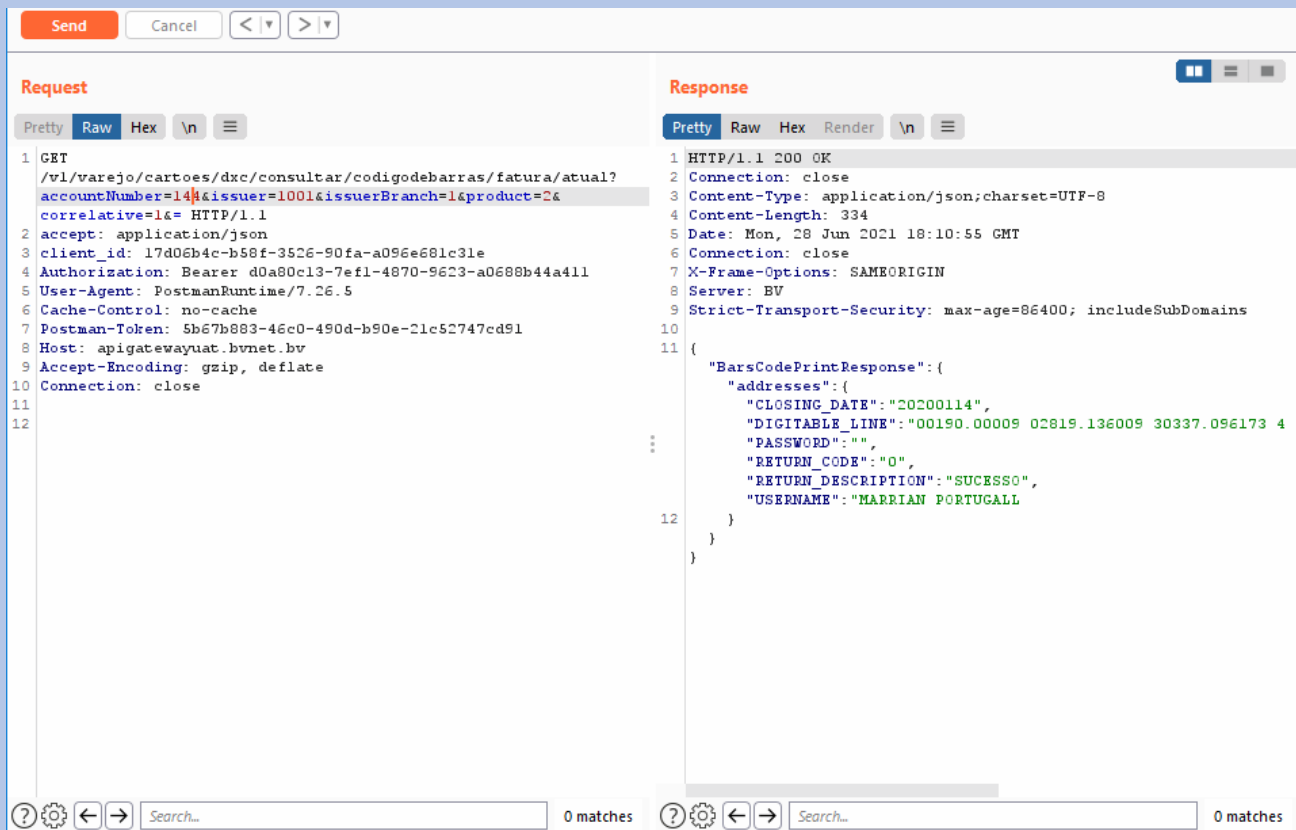 Send Cancel < ▼ > ▼
Request
Pretty Raw Hex \n ☰
1 GET
/v1/varejo/cartoes/dxc/consultar/codigodebarras/fatura/atual?
accountNumber=144&issuer=1001&issuerBranch=1&product=2&
correlative=1&= HTTP/1.1
2 accept: application/json
3 client_id: 17d06b4c-b58f-3526-90fa-a096e681c31e
4 Authorization: Bearer d0a80c13-7ef1-4870-9623-a0688b44a411
5 User-Agent: PostmanRuntime/7.26.5
6 Cache-Control: no-cache
7 Postman-Token: 5b67b883-46c0-490d-b90e-21c52747cd91
8 Host: apigatewayuat.bvnet.bv
9 Accept-Encoding: gzip, deflate
10 Connection: close
11
12
? ← → Search... 0 matches
Response
Pretty Raw Hex Render \n ☰
1 HTTP/1.1 200 OK
2 Connection: close
3 Content-Type: application/json;charset=UTF-8
4 Content-Length: 334
5 Date: Mon, 28 Jun 2021 18:10:55 GMT
6 Connection: close
7 X-Frame-Options: SAMEORIGIN
8 Server: BV
9 Strict-Transport-Security: max-age=86400; includeSubDomains
10
11 {
"BarsCodePrintResponse":{
"addresses":{
"CLOSING_DATE":"20200114",
"DIGITABLE_LINE":"00190.00009 02819.136009 30337.096173 4
"PASSWORD":"",
"RETURN_CODE":"0",
"RETURN_DESCRIPTION":"SUCESSO",
"USERNAME":"MARRIAN PORTUGALL
12 }
}
}
? ← → Search... 0 matches